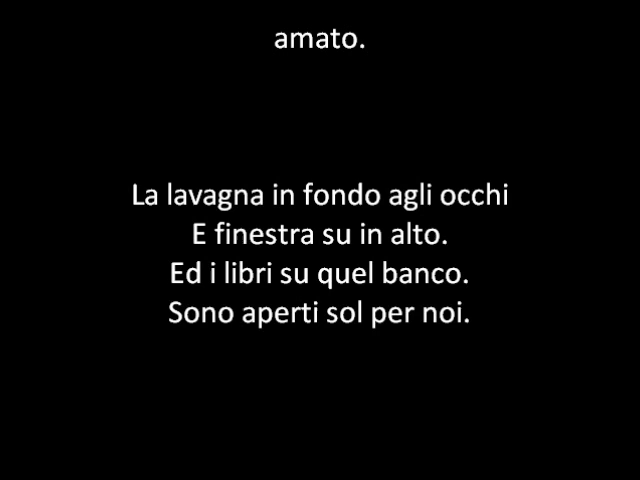 amato.
La lavagna in fondo agli occhi
E finestra su in alto.
Ed i libri su quel banco.
Sono aperti sol per noi.